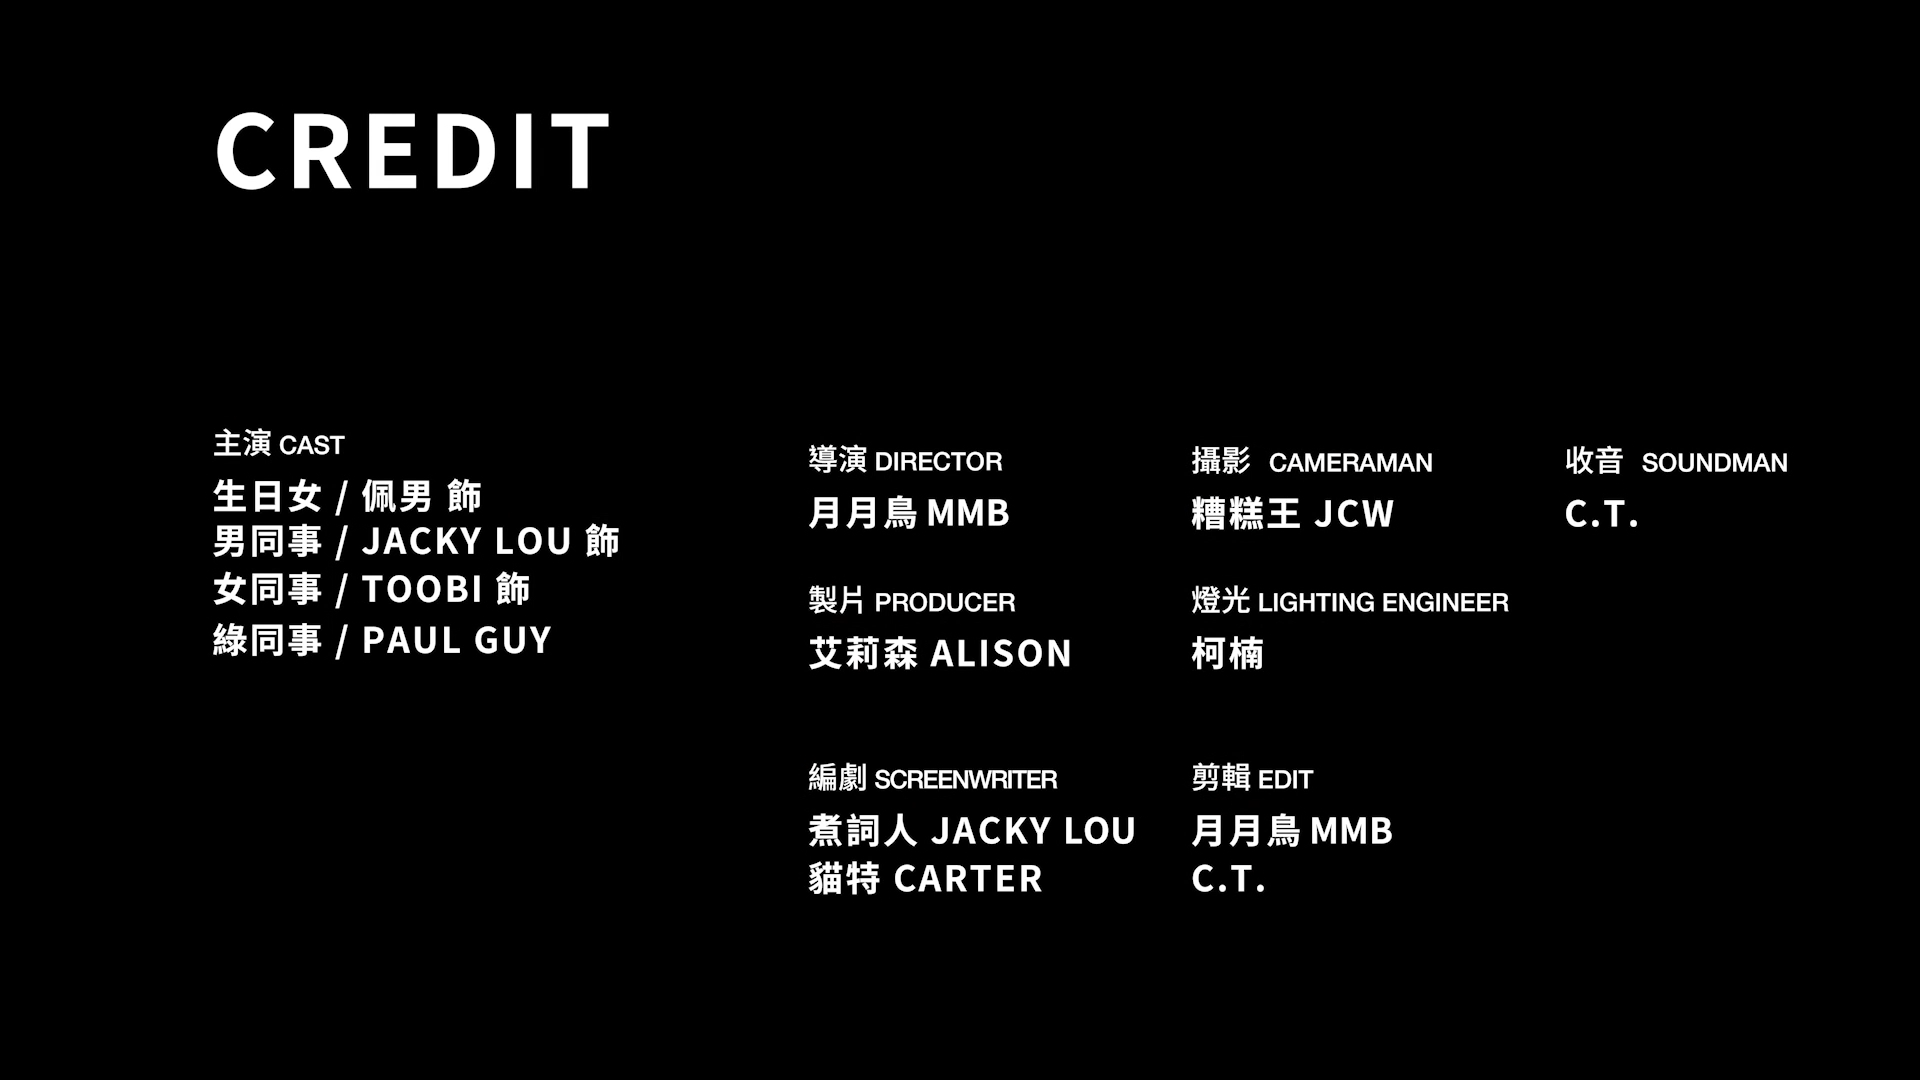 CREDIT
主演 CAST
生日女 / 佩男 飾
男同事 / JACKY LOU 飾
女同事 / TOOBI 飾
綠同事 / PAUL GUY
導演 DIRECTOR
月月鳥 MMB
製片 PRODUCER
艾莉森 ALISON
編劇 SCREENWRITER
煮詞人 JACKY LOU
貓特 CARTER
攝影 CAMERAMAN
糟糕王 JCW
燈光 LIGHTING ENGINEER
柯楠
剪輯 EDIT
月月鳥 MMB
C.T.
收音 SOUNDMAN
C.T.